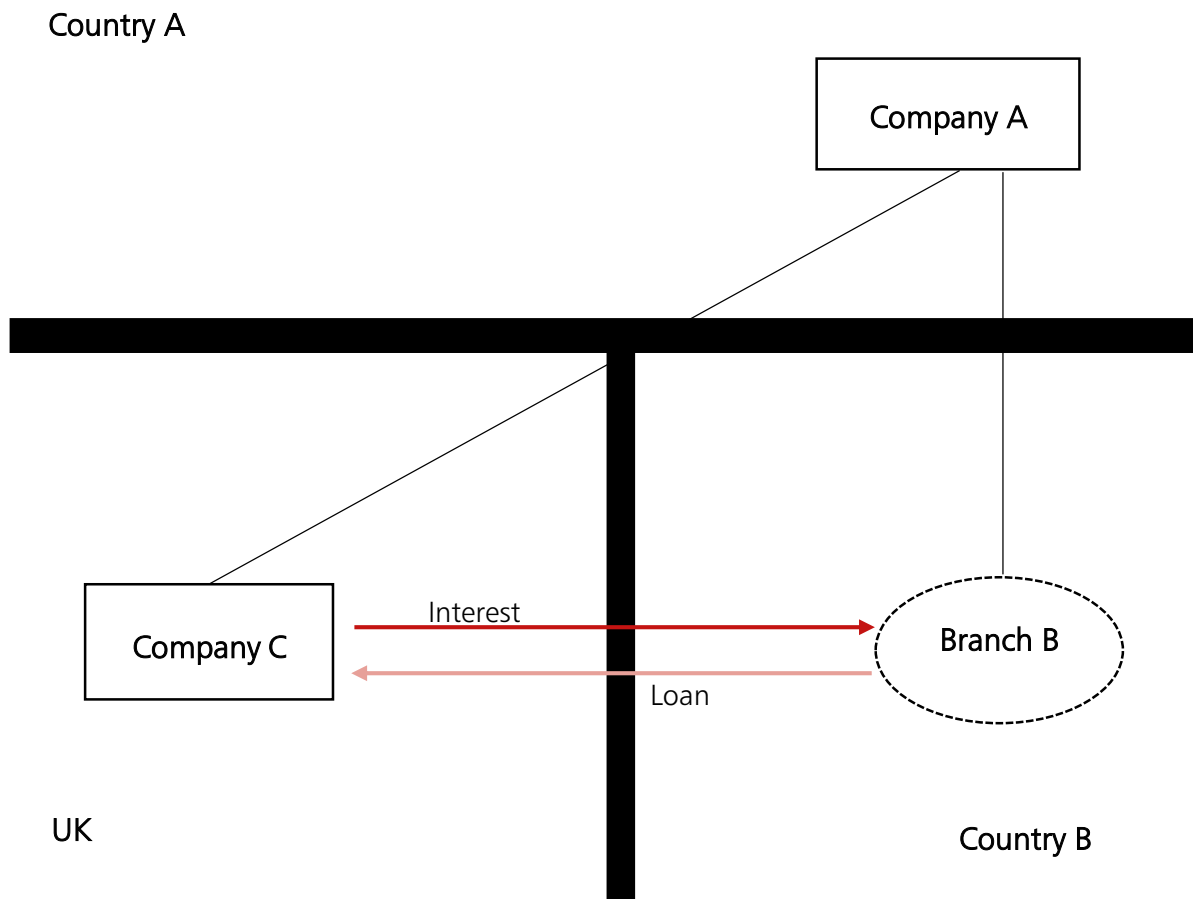 Country A
Company A
Interest
Company C
Branch B
Loan
UK
Country B